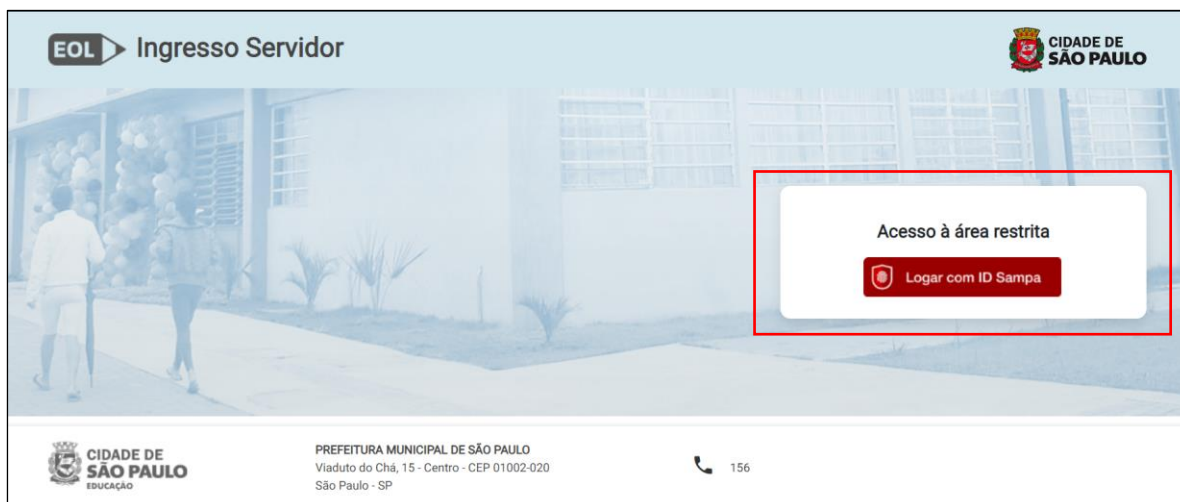 EOL Ingresso Servidor
CIDADE DE
SÃO PAULO
Acesso à área restrita
Logar com ID Sampa
CIDADE DE
SÃO PAULO
EDUCAÇÃO
PREFEITURA MUNICIPAL DE SÃO PAULO
Viaduto do Chá, 15 - Centro - CEP 01002-020
São Paulo - SP
156